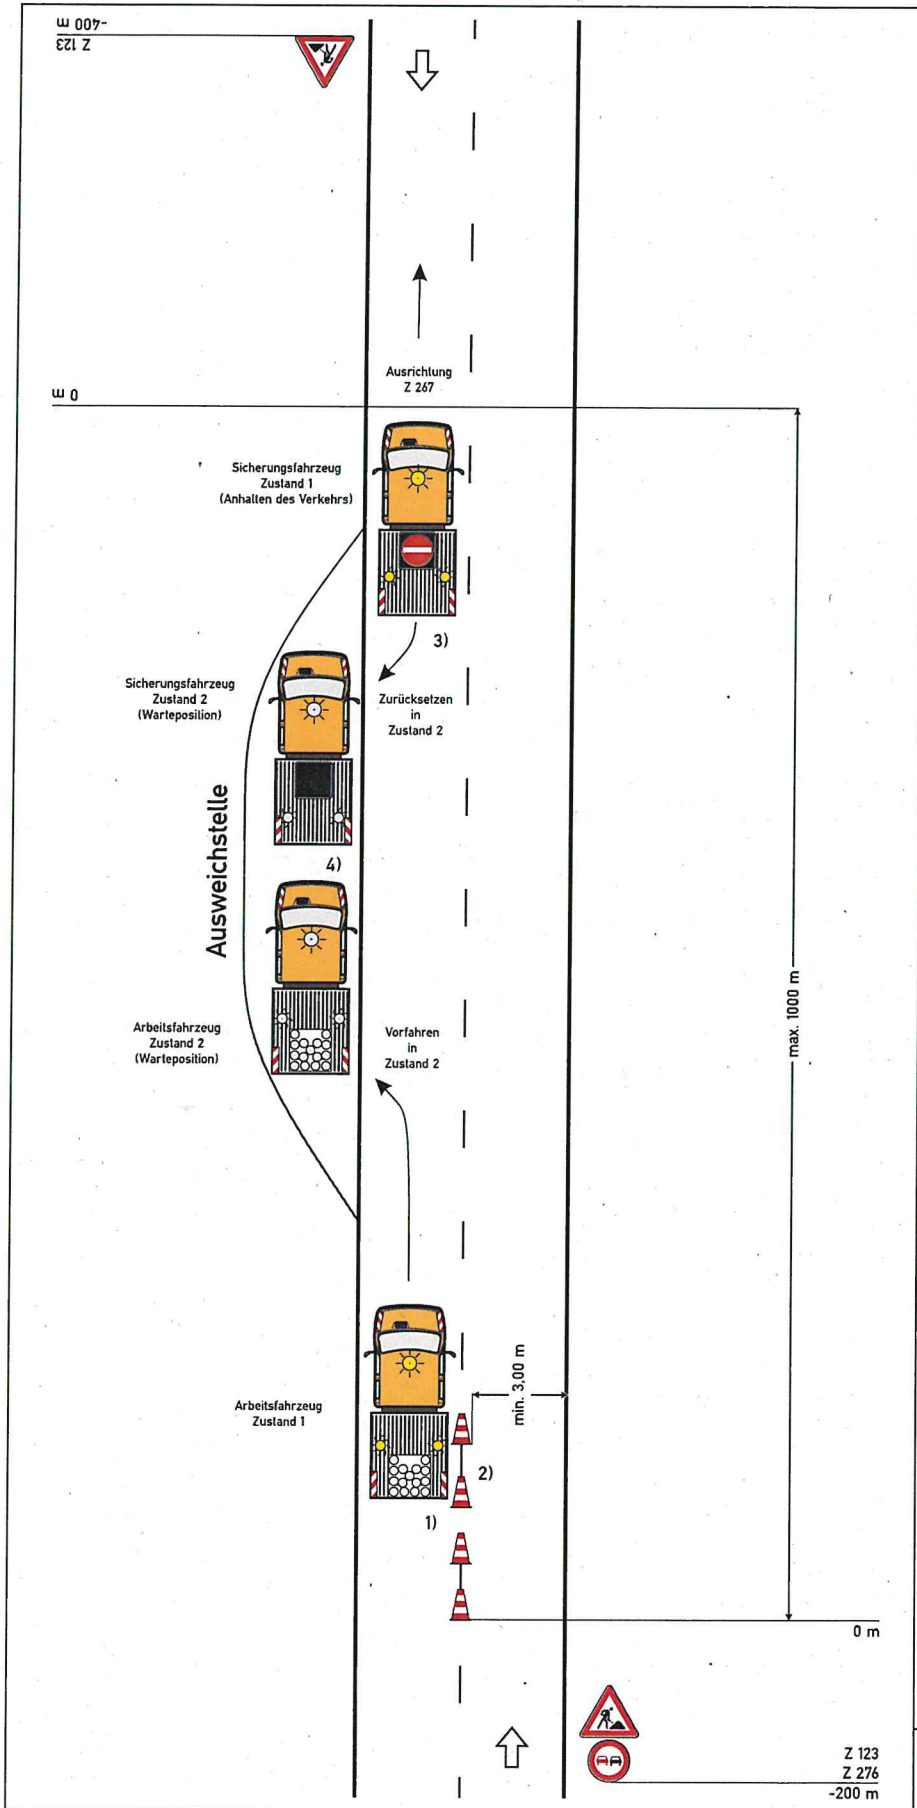 -400 m
Z 123
Ausrichtung
Z 267
0 m
Sicherungsfahrzeug
Zustand 1
(Anhalten des Verkehrs)
3)
Sicherungsfahrzeug
Zustand 2
(Warteposition)
Zurücksetzen
in
Zustand 2
Ausweichstelle
4)
max. 1000 m
Arbeitsfahrzeug
Zustand 2
(Warteposition)
Vorfahren
in
Zustand 2
min. 3,00 m
Arbeitsfahrzeug
Zustand 1
2)
1)
0 m
Z 123
Z 276
-200 m